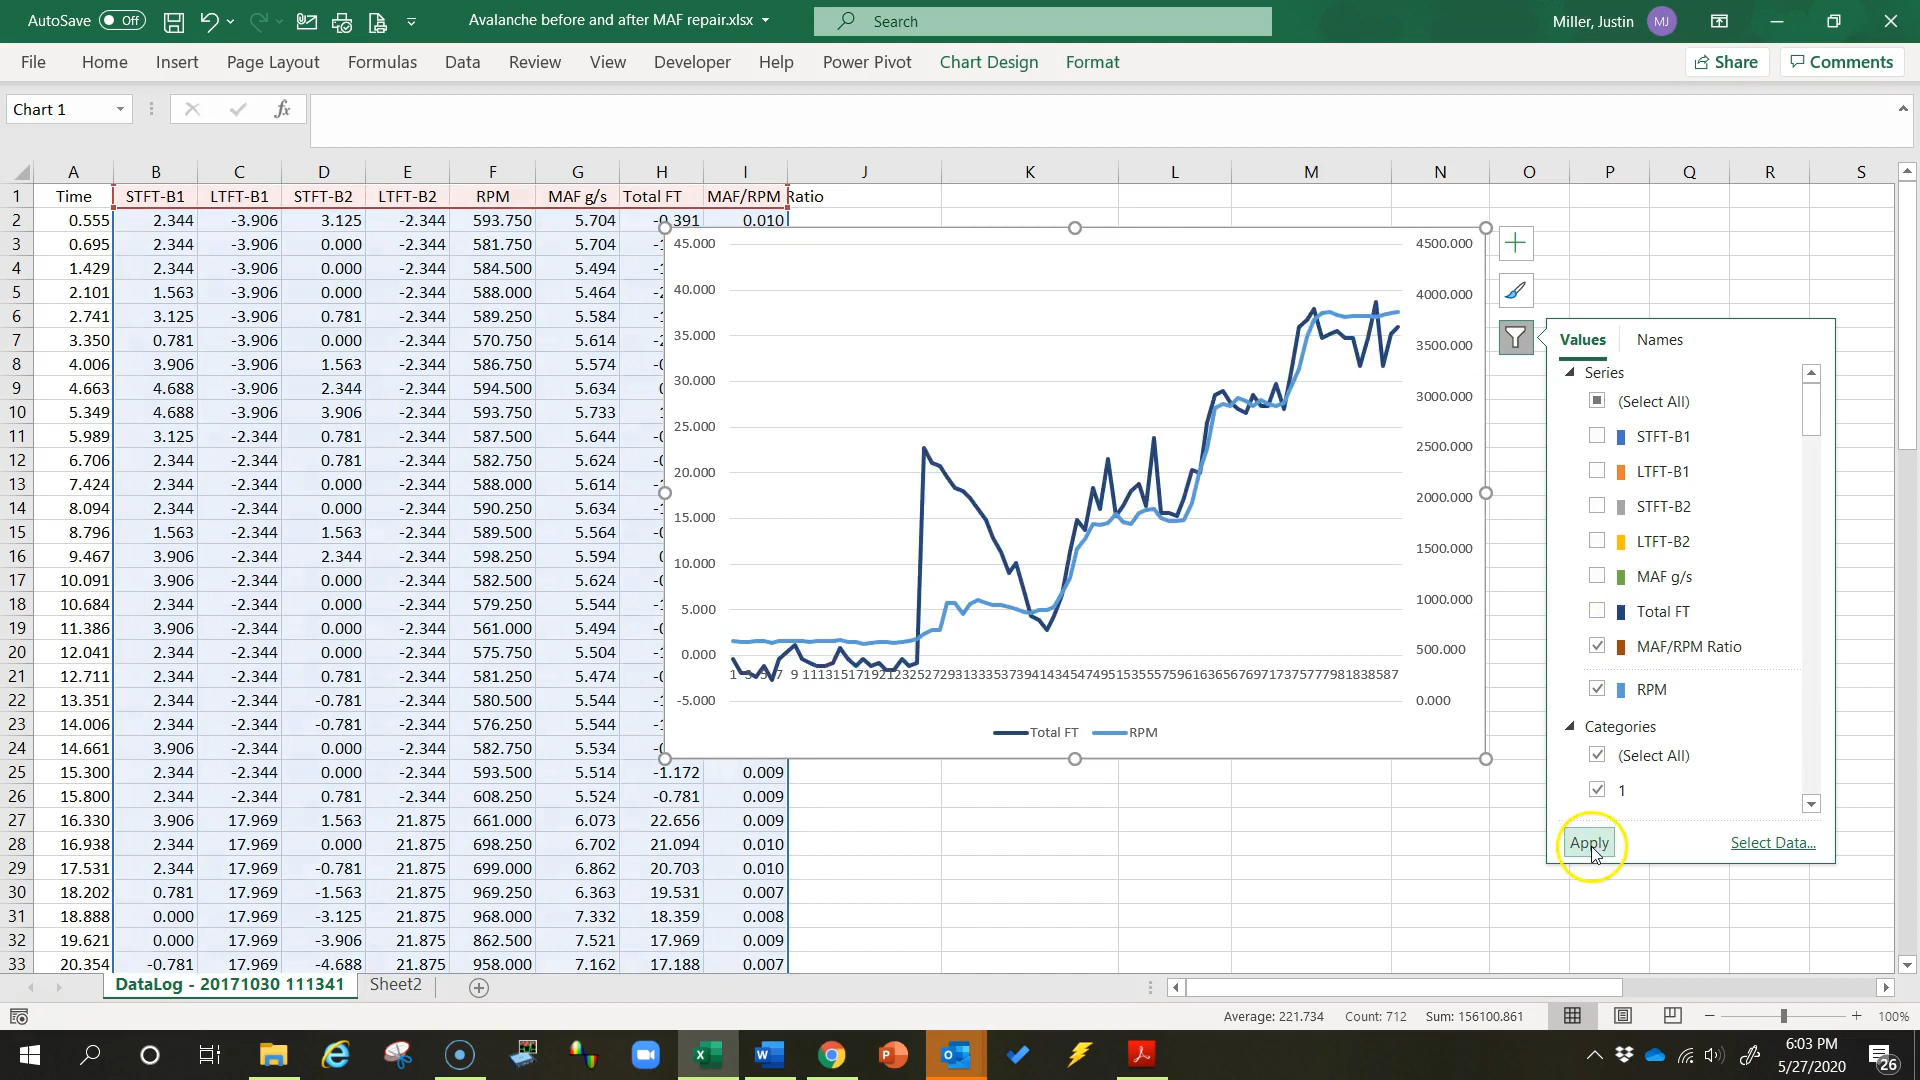 AutoSave Off Avalanche before and after MAF repair.xlsx Search Miller, Justin MJ
File Home Insert Page Layout Formulas Data Review View Developer Help Power Pivot Chart Design Format Share Comments
Chart 1 fx
A B C D E F G H I J K L M N O P Q R S
1 Time STFT-B1 LTFT-B1 STFT-B2 LTFT-B2 RPM MAF g/s Total FT MAF/RPM Ratio
2 0.555 2.344 -3.906 3.125 -2.344 593.750 5.704 -0.391 0.010
3 0.695 2.344 -3.906 0.000 -2.344 581.750 5.704
4 1.429 2.344 -3.906 0.000 -2.344 584.500 5.494
5 2.101 1.563 -3.906 0.000 -2.344 588.000 5.464
6 2.741 3.125 -3.906 0.781 -2.344 589.250 5.584
7 3.350 0.781 -3.906 0.000 -2.344 570.750 5.614
8 4.006 3.906 -3.906 1.563 -2.344 586.750 5.574
9 4.663 4.688 -3.906 2.344 -2.344 594.500 5.634
10 5.349 4.688 -3.906 3.906 -2.344 593.750 5.733
11 5.989 3.125 -2.344 0.781 -2.344 587.500 5.644
12 6.706 2.344 -2.344 0.781 -2.344 582.750 5.624
13 7.424 2.344 -2.344 0.000 -2.344 588.000 5.614
14 8.094 2.344 -2.344 0.000 -2.344 590.250 5.634
15 8.796 1.563 -2.344 1.563 -2.344 589.500 5.564
16 9.467 3.906 -2.344 2.344 -2.344 598.250 5.594
17 10.091 3.906 -2.344 0.000 -2.344 582.500 5.624
18 10.684 2.344 -2.344 0.000 -2.344 579.250 5.544
19 11.386 3.906 -2.344 0.000 -2.344 561.000 5.494
20 12.041 2.344 -2.344 0.000 -2.344 575.750 5.504
21 12.711 2.344 -2.344 0.781 -2.344 581.250 5.474
22 13.351 2.344 -2.344 -0.781 -2.344 580.500 5.544
23 14.006 2.344 -2.344 -0.781 -2.344 576.250 5.544
24 14.661 3.906 -2.344 0.000 -2.344 582.750 5.534
25 15.300 2.344 -2.344 0.000 -2.344 593.500 5.514 -1.172 0.009
26 15.800 2.344 -2.344 0.781 -2.344 608.250 5.524 -0.781 0.009
27 16.330 3.906 17.969 1.563 21.875 661.000 6.073 22.656 0.009
28 16.938 2.344 17.969 0.000 21.875 698.250 6.702 21.094 0.010
29 17.531 2.344 17.969 -0.781 21.875 699.000 6.862 20.703 0.010
30 18.202 0.781 17.969 -1.563 21.875 969.250 6.363 19.531 0.007
31 18.888 0.000 17.969 -3.125 21.875 968.000 7.332 18.359 0.008
32 19.621 0.000 17.969 -3.906 21.875 862.500 7.521 17.969 0.009
33 20.354 -0.781 17.969 -4.688 21.875 958.000 7.162 17.188 0.007
45.000 4500.000
40.000 4000.000
35.000 3500.000
30.000 3000.000
25.000 2500.000
20.000 2000.000
15.000 1500.000
10.000 1000.000
5.000 500.000
0.000 0.000
-5.000
Total FT RPM
Values Names
Series
(Select All)
STFT-B1
LTFT-B1
STFT-B2
LTFT-B2
MAF g/s
Total FT
MAF/RPM Ratio
RPM
Categories
(Select All)
1
Apply Select Data...
DataLog - 20171030 111341 Sheet2
Average: 221.734 Count: 712 Sum: 156100.861 100%
6:03 PM
5/27/2020
26